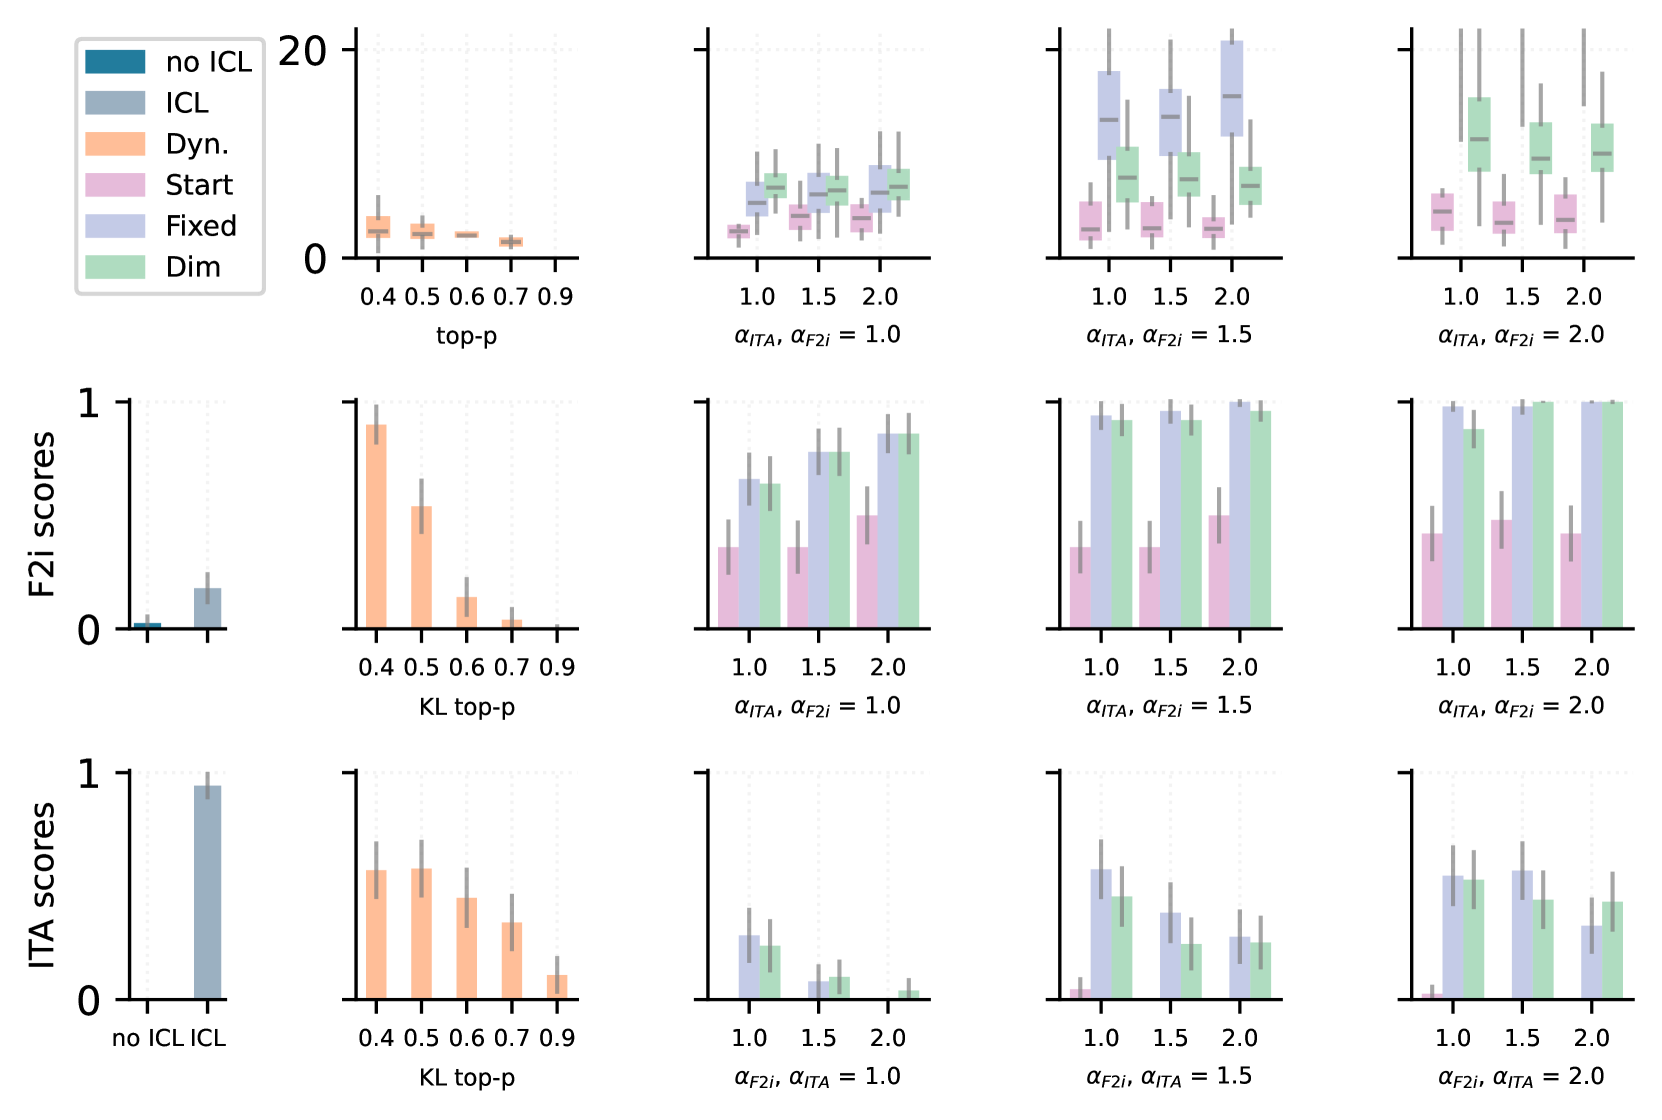 no ICL
ICL
Dyn.
Start
Fixed
Dim
20
0
0.4 0.5 0.6 0.7 0.9
top-p
1.0 1.5 2.0
α_ITA, α_F2i = 1.0
1.0 1.5 2.0
α_ITA, α_F2i = 1.5
1.0 1.5 2.0
α_ITA, α_F2i = 2.0
F2i scores
1
0
0.4 0.5 0.6 0.7 0.9
KL top-p
1.0 1.5 2.0
α_ITA, α_F2i = 1.0
1.0 1.5 2.0
α_ITA, α_F2i = 1.5
1.0 1.5 2.0
α_ITA, α_F2i = 2.0
ITA scores
1
0
no ICL ICL
0.4 0.5 0.6 0.7 0.9
KL top-p
1.0 1.5 2.0
α_F2i, α_ITA = 1.0
1.0 1.5 2.0
α_F2i, α_ITA = 1.5
1.0 1.5 2.0
α_F2i, α_ITA = 2.0